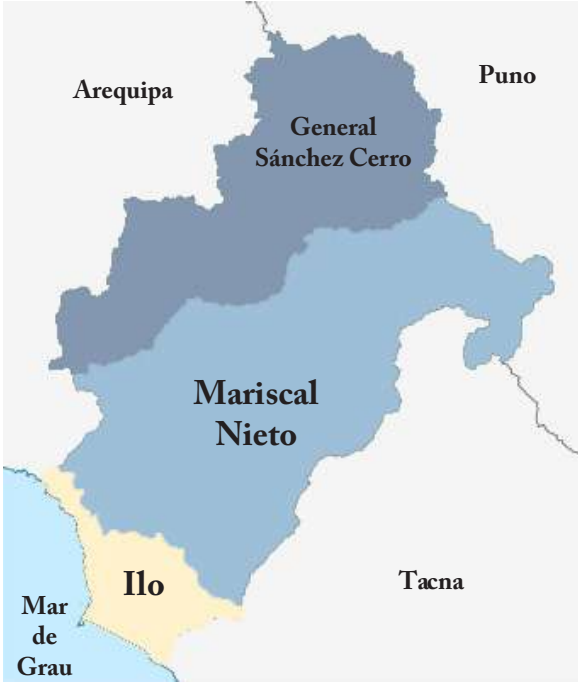 Arequipa
Puno
General
Sánchez Cerro
Mariscal
Nieto
Ilo
Tacna
Mar
de
Grau